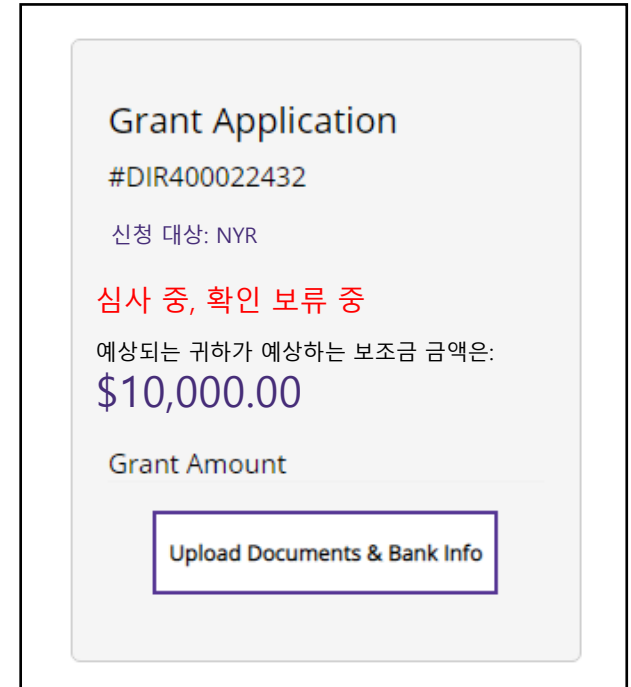 Grant Application
#DIR400022432
신청 대상: NYR
심사 중, 확인 보류 중
예상되는 귀하가 예상하는 보조금 금액은:
$10,000.00
Grant Amount
Upload Documents & Bank Info